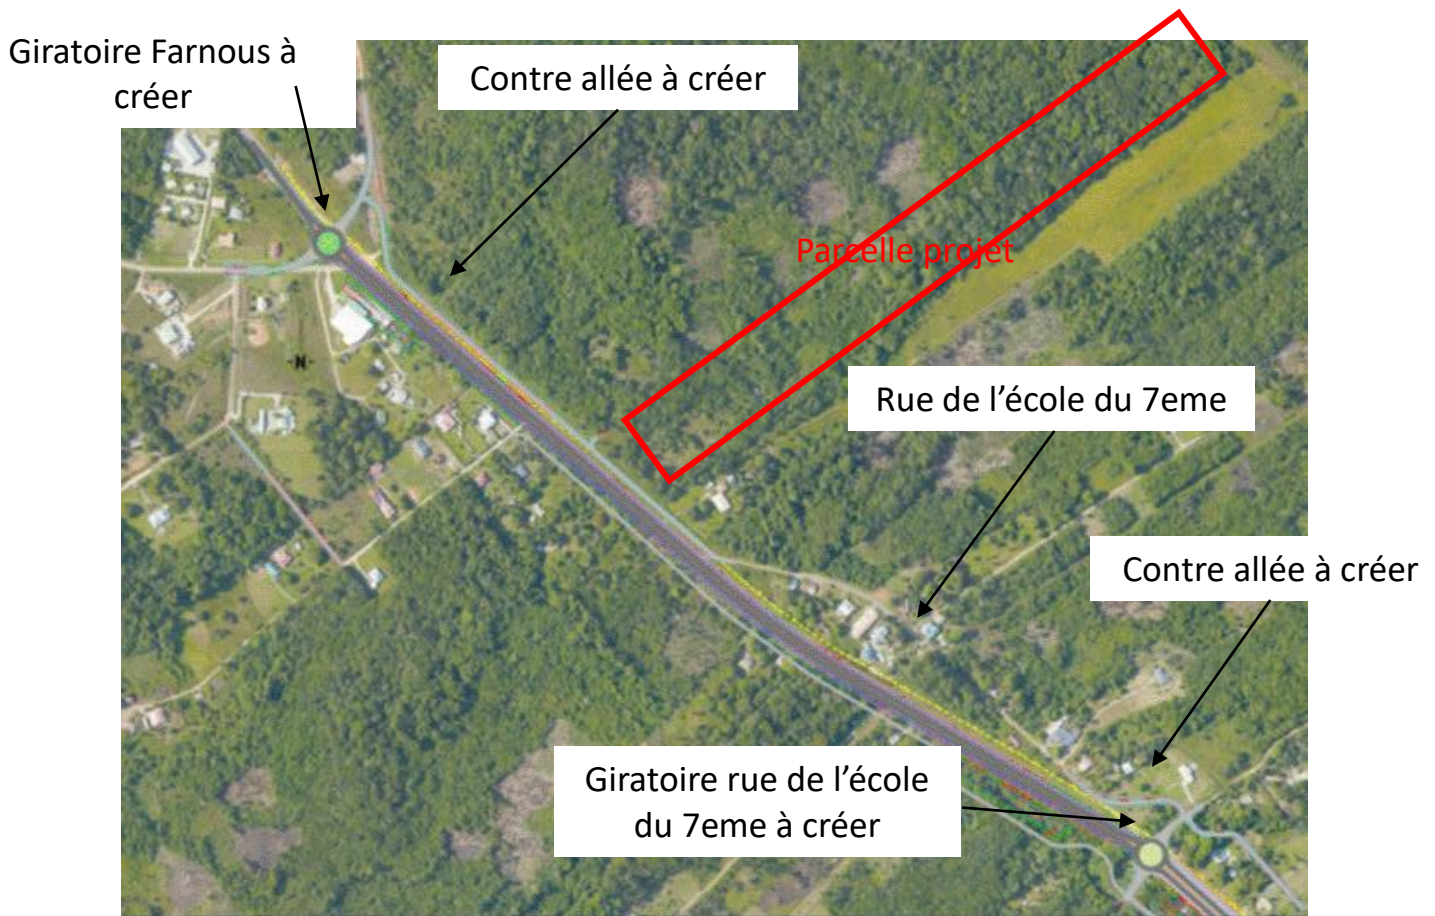 Giratoire Farnous à
créer
Contre allée à créer
Parcelle projet
N
Rue de l’école du 7eme
Contre allée à créer
Giratoire rue de l’école
du 7eme à créer